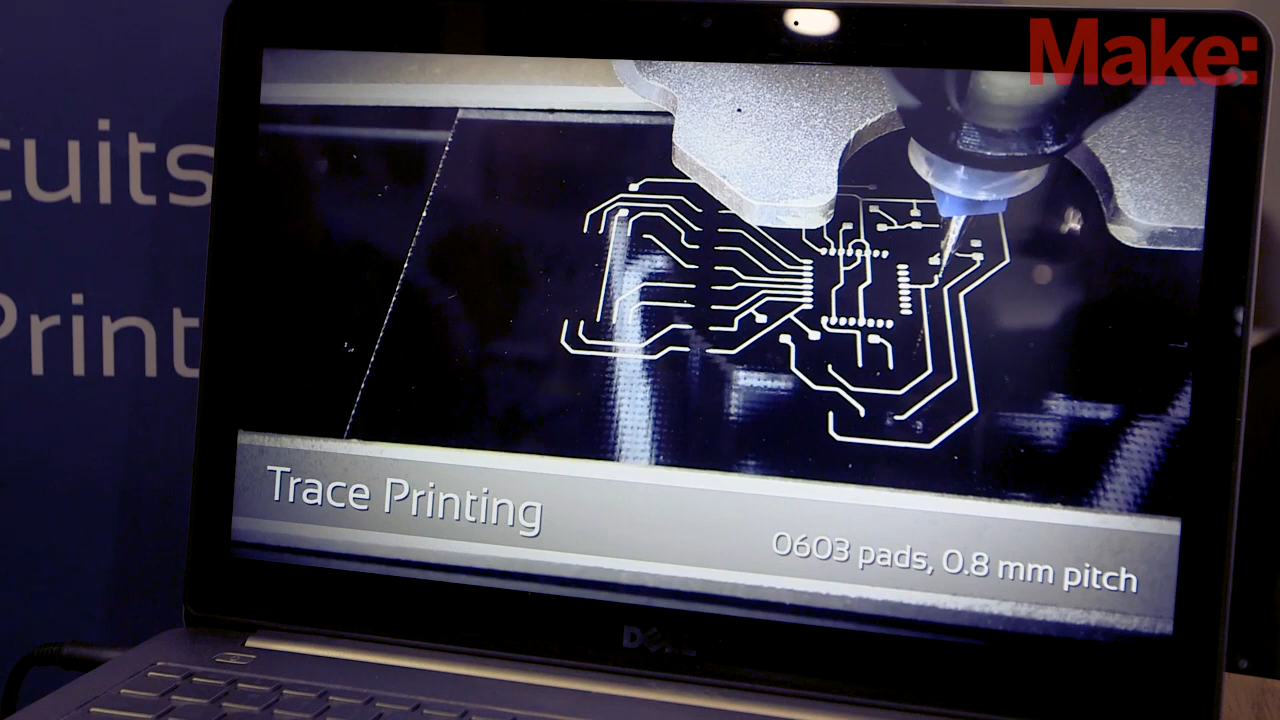 Make:
cuits
Print
Trace Printing
0603 pads, 0.8 mm pitch
DELL